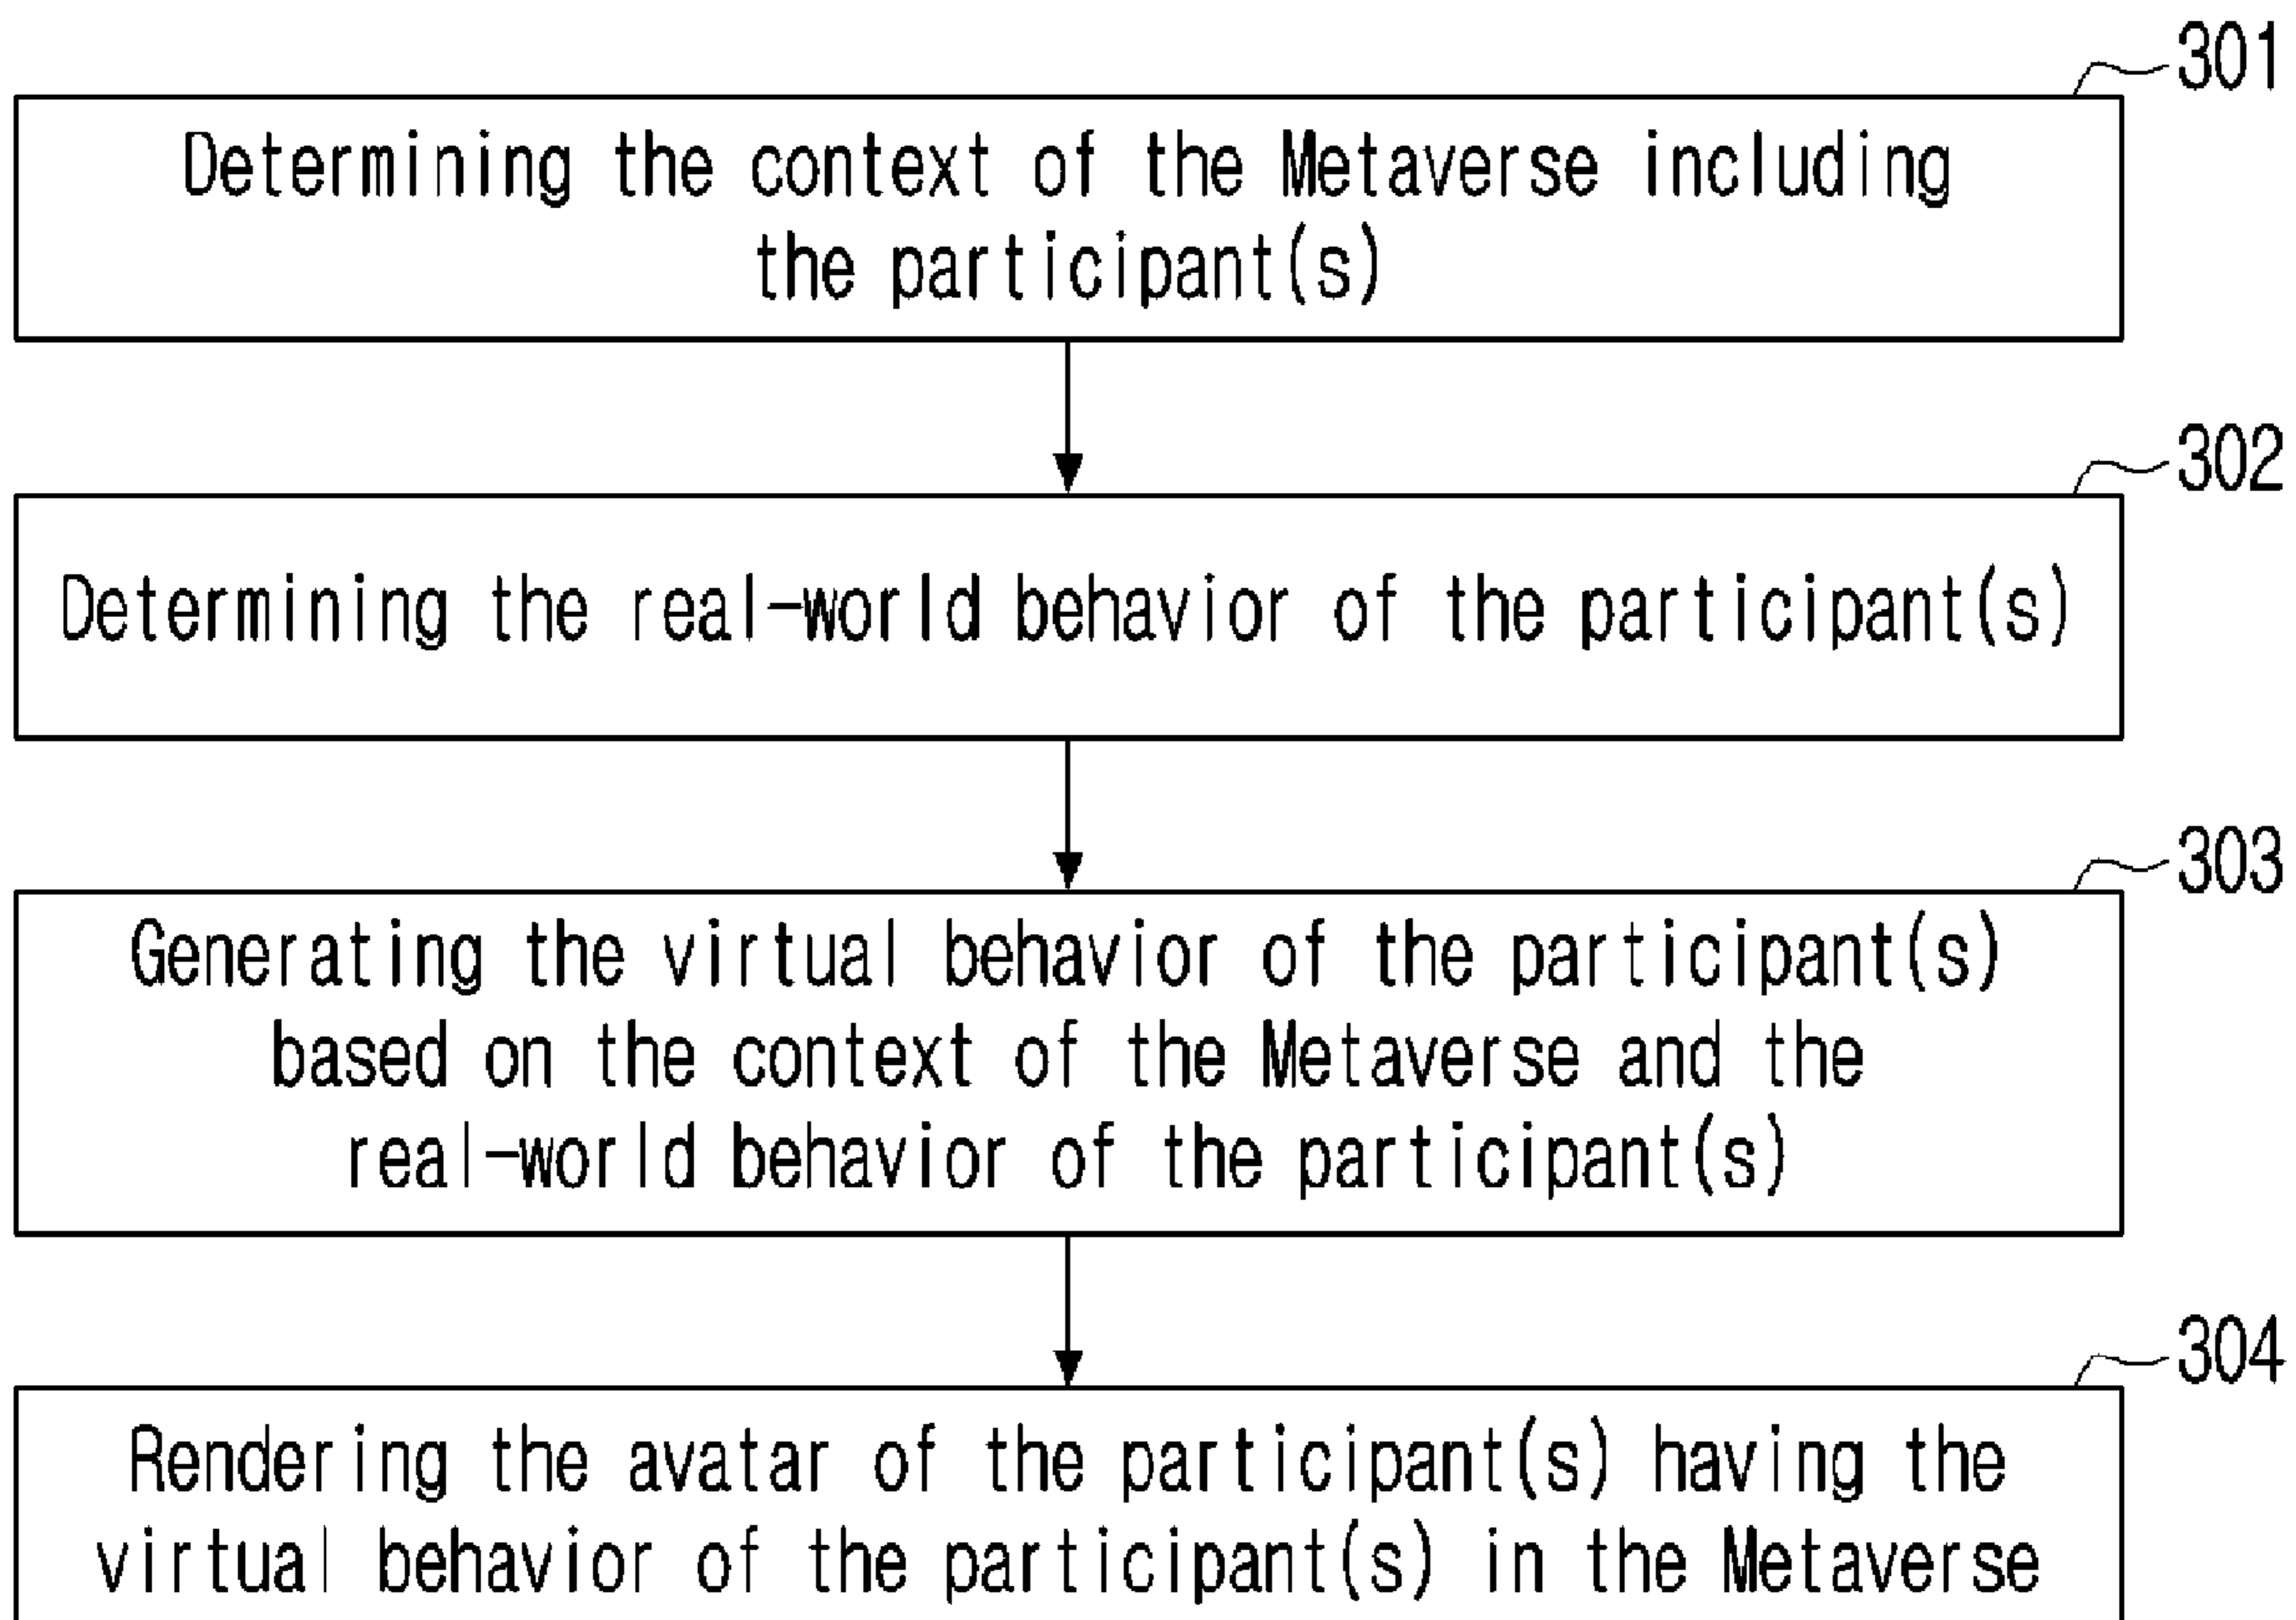 301
Determining the context of the Metaverse including
the participant(s)
302
Determining the real-world behavior of the participant(s)
303
Generating the virtual behavior of the participant(s)
based on the context of the Metaverse and the
real-world behavior of the participant(s)
304
Rendering the avatar of the participant(s) having the
virtual behavior of the participant(s) in the Metaverse